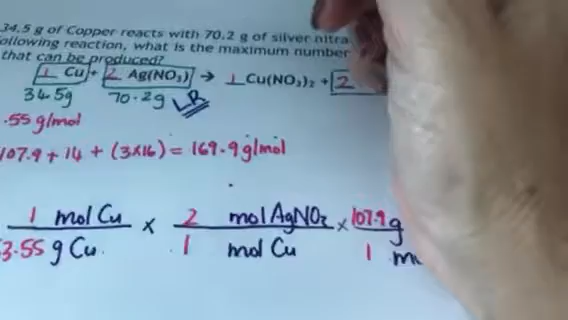 34.5 g of Copper reacts with 70.2 g of silver nitra
ollowing reaction, what is the maximum number
that can be produced?
1 Cu + 2 Ag(NO3) → 1 Cu(NO3)2 + 2
34.5g 70.2g LR
.55 g/mol
107.9 + 14 + (3x16) = 169.9 g/mol
1 mol Cu x 2 mol AgNO3 x 107.9 g
3.55 g Cu 1 mol Cu 1 mo